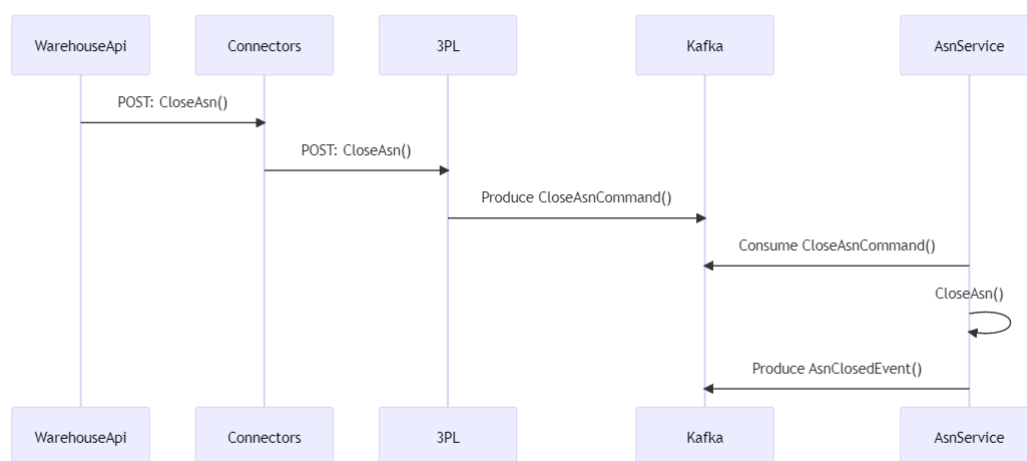 WarehouseApi
Connectors
3PL
Kafka
AsnService
POST: CloseAsn()
POST: CloseAsn()
Produce CloseAsnCommand()
Consume CloseAsnCommand()
CloseAsn()
Produce AsnClosedEvent()
WarehouseApi
Connectors
3PL
Kafka
AsnService